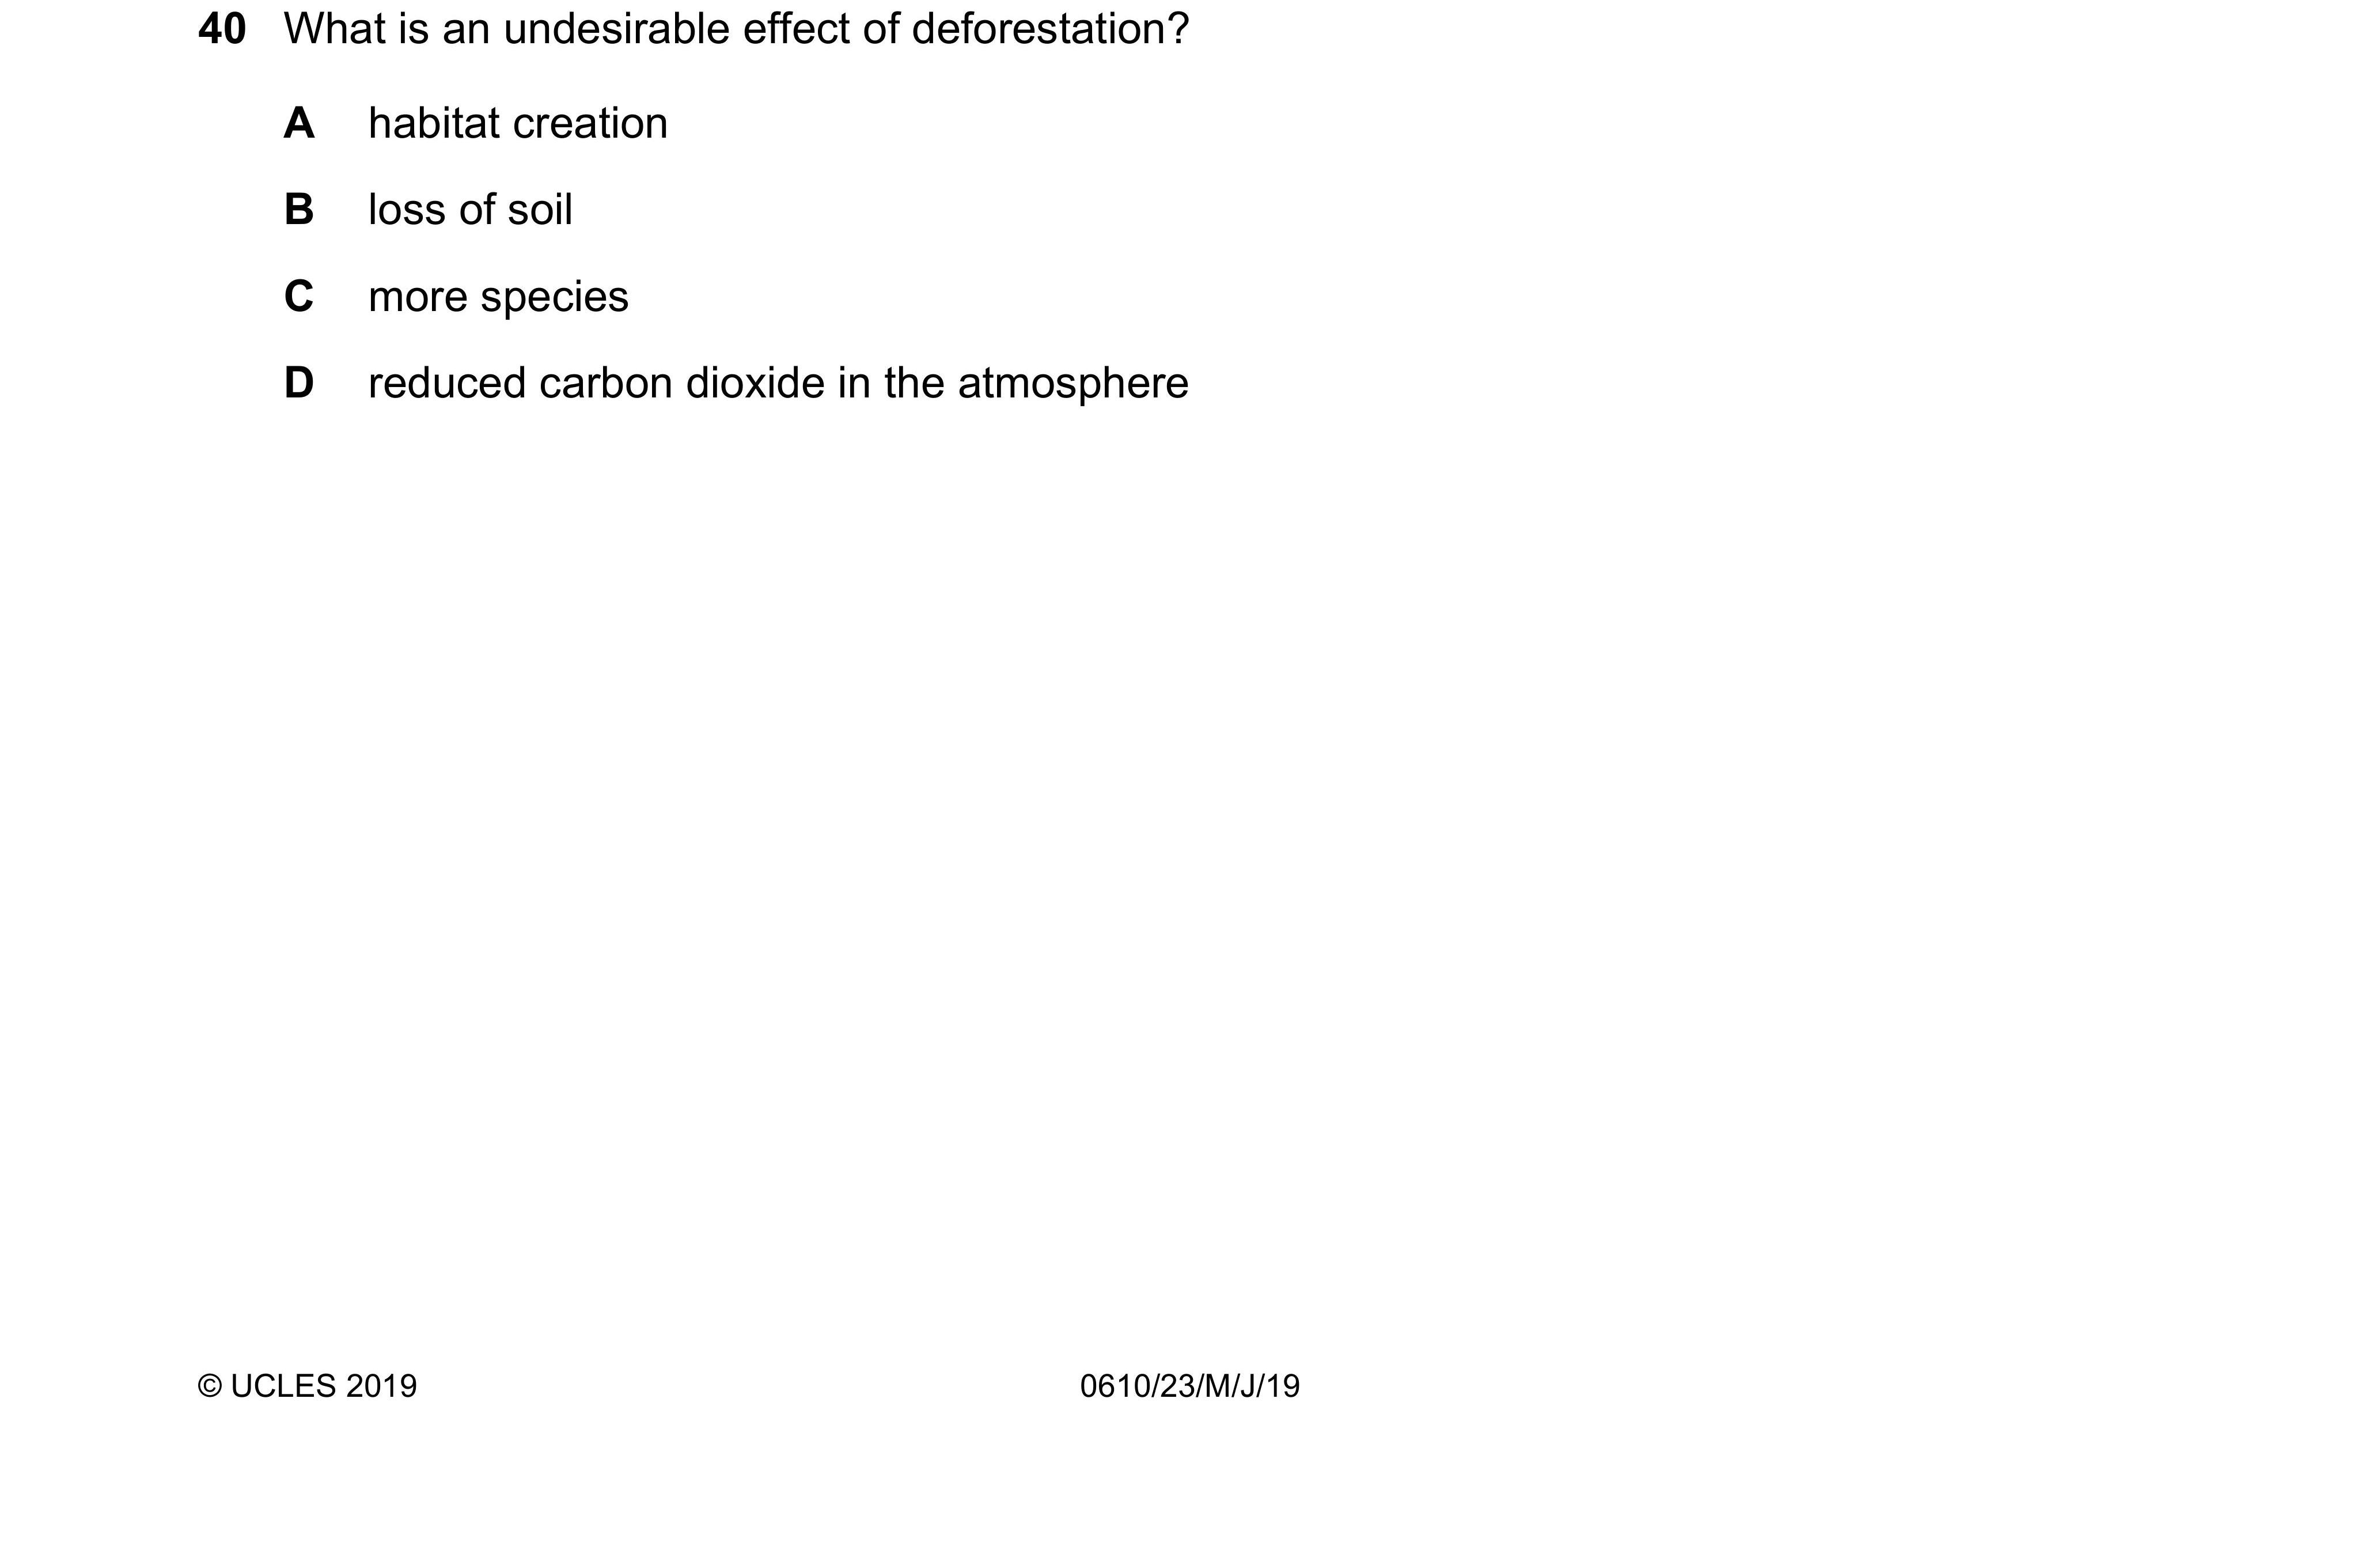 40 What is an undesirable effect of deforestation?
A habitat creation
B loss of soil
C more species
D reduced carbon dioxide in the atmosphere
© UCLES 2019 0610/23/M/J/19